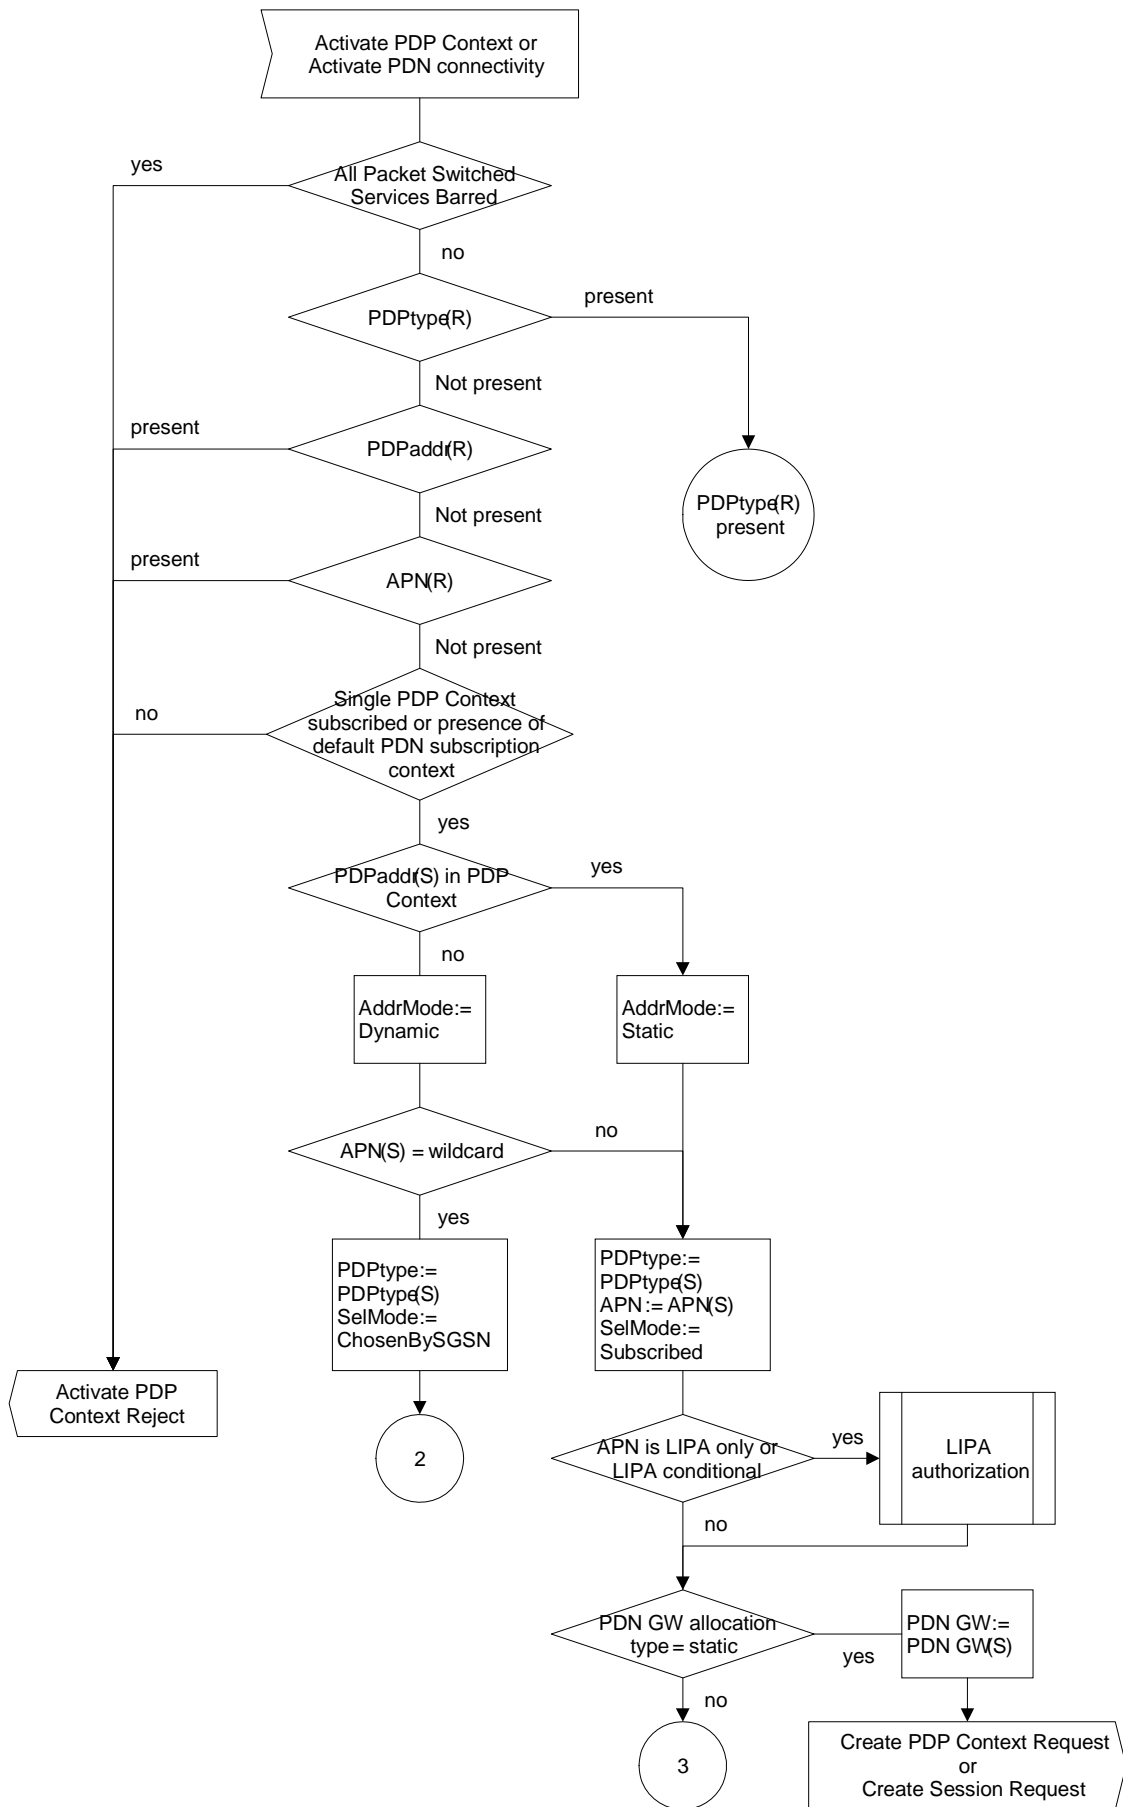 Activate PDP Context or
Activate PDN connectivity
yes
All Packet Switched
Services Barred
no
present
PDPtype(R)
Not present
present
PDPaddr(R)
PDPtype(R)
present
Not present
present
APN(R)
Not present
Single PDP Context
subscribed or presence of
default PDN subscription
context
no
yes
PDPaddr(S) in PDP
Context
yes
no
AddrMode:=
Dynamic
AddrMode:=
Static
APN(S) = wildcard
no
yes
PDPtype:=
PDPtype(S)
SelMode:=
ChosenBySGSN
PDPtype:=
PDPtype(S)
APN := APN(S)
SelMode:=
Subscribed
Activate PDP
Context Reject
2
APN is LIPA only or
LIPA conditional
yes
LIPA
authorization
no
PDN GW allocation
type = static
yes
PDN GW:=
PDN GW(S)
no
3
Create PDP Context Request
or
Create Session Request